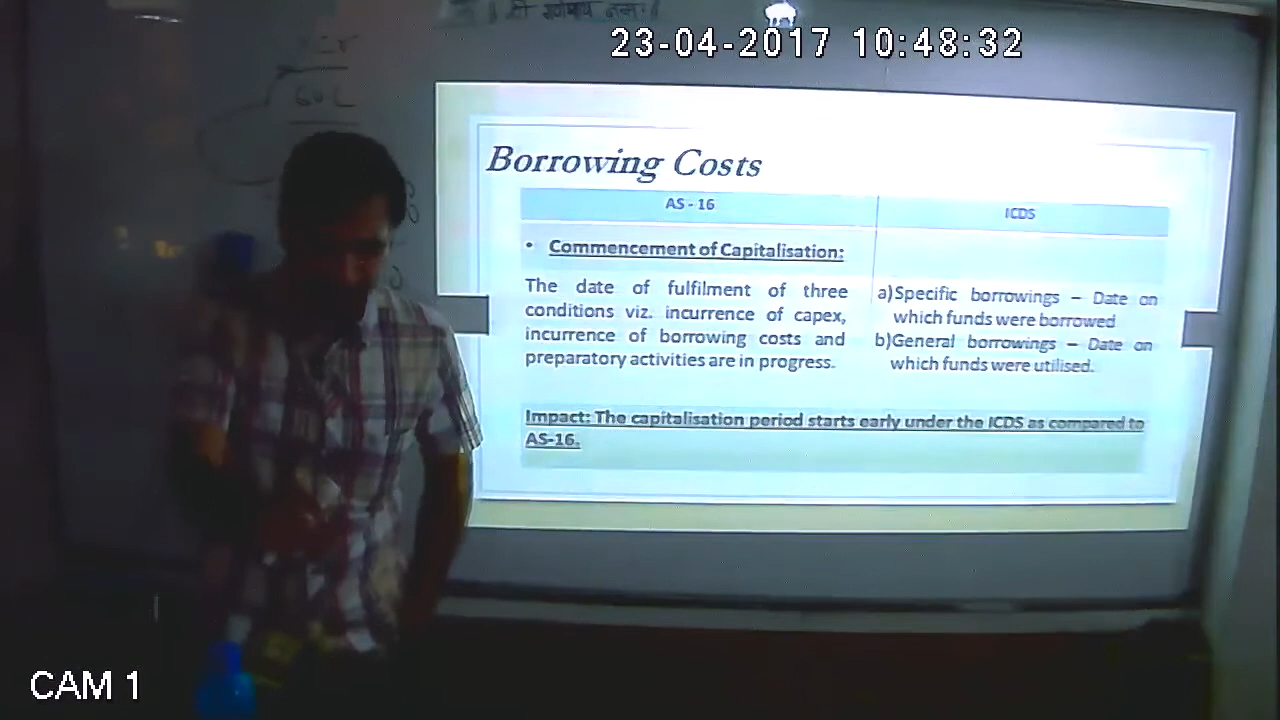 श्री गणेशाय नमः
23-04-2017 10:48:32
Borrowing Costs
AS - 16
ICDS
• Commencement of Capitalisation:
The date of fulfilment of three
conditions viz. incurrence of capex,
incurrence of borrowing costs and
preparatory activities are in progress.
a)Specific borrowings – Date on
which funds were borrowed
b)General borrowings – Date on
which funds were utilised.
Impact: The capitalisation period starts early under the ICDS as compared to
AS-16.
CAM 1